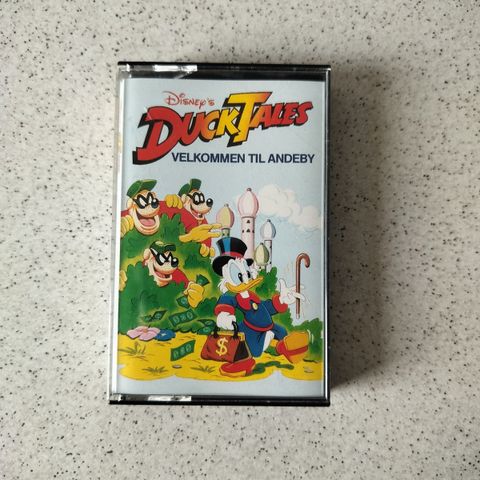 Disney's
DUCKTALES
VELKOMMEN TIL ANDEBY
$